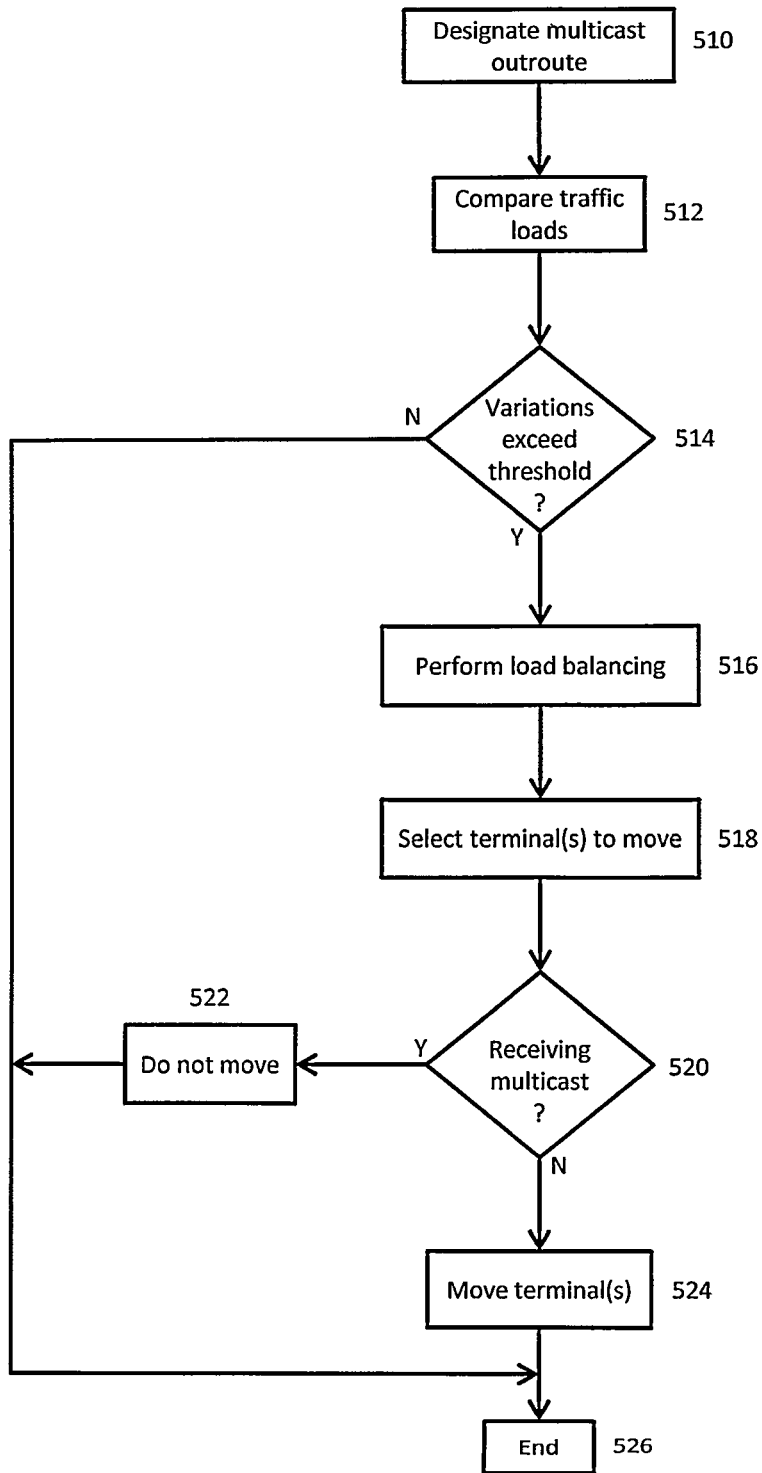 Designate multicast
outroute
510
Compare traffic
loads
512
N
Variations
exceed
threshold
?
514
Y
Perform load balancing
516
Select terminal(s) to move
518
522
Do not move
Y
Receiving
multicast
?
520
N
Move terminal(s)
524
End
526